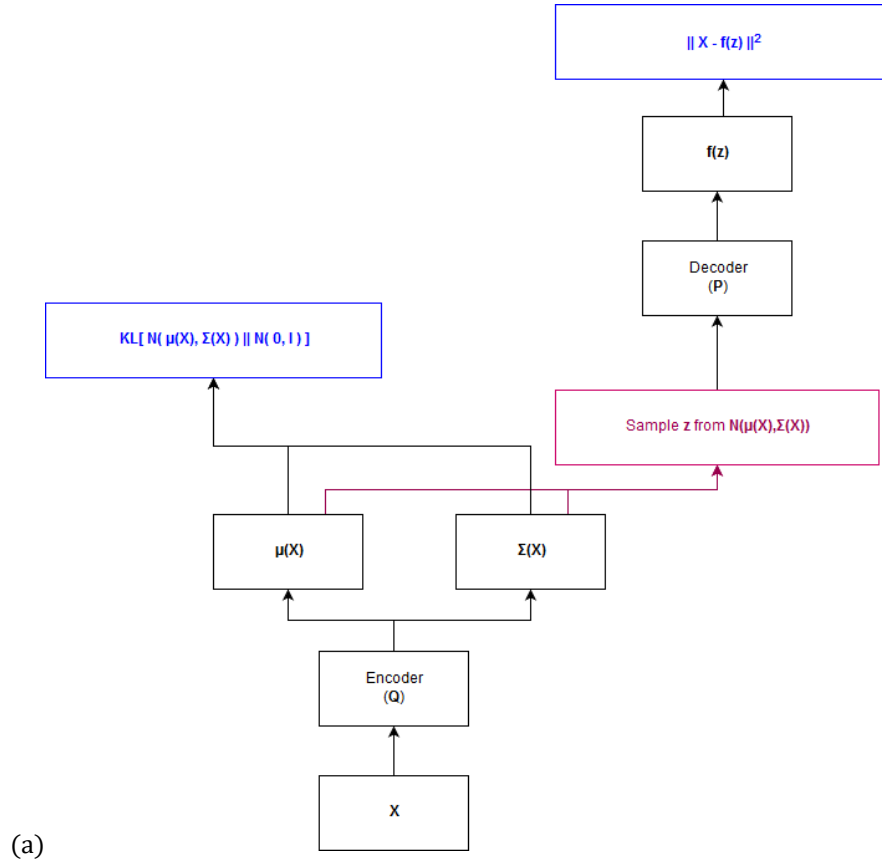 || X - f(z) ||²
f(z)
Decoder
(P)
KL[ N( μ(X), Σ(X) ) || N( 0, I ) ]
Sample z from N(μ(X),Σ(X))
μ(X)
Σ(X)
Encoder
(Q)
X
(a)